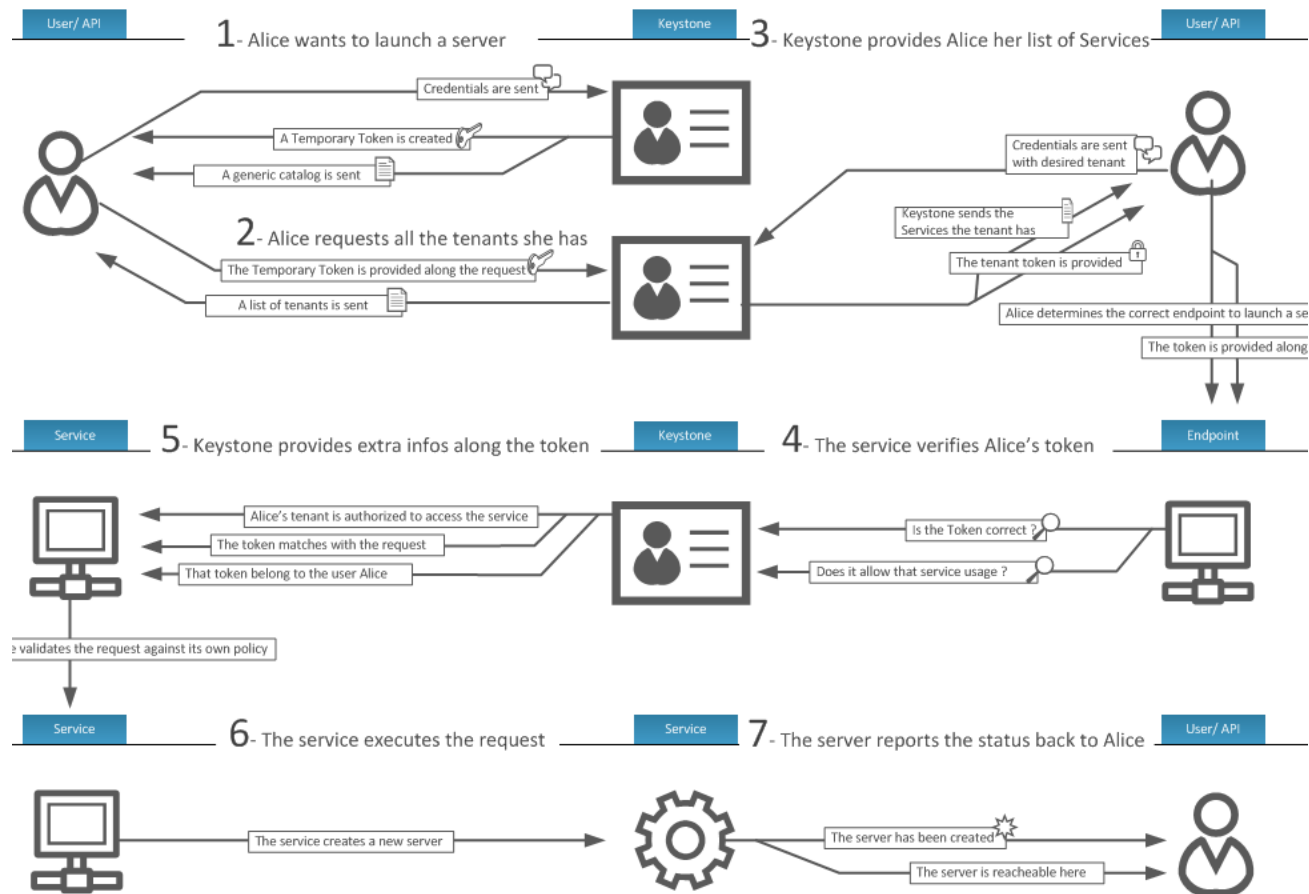 User/ API
1- Alice wants to launch a server
Keystone
3- Keystone provides Alice her list of Services
User/ API
Credentials are sent
A Temporary Token is created
A generic catalog is sent
Credentials are sent
with desired tenant
2- Alice requests all the tenants she has
The Temporary Token is provided along the request
A list of tenants is sent
Keystone sends the
Services the tenant has
The tenant token is provided
Alice determines the correct endpoint to launch a se
The token is provided along
Service
5- Keystone provides extra infos along the token
Keystone
4- The service verifies Alice’s token
Endpoint
Alice’s tenant is authorized to access the service
The token matches with the request
That token belong to the user Alice
Is the Token correct ?
Does it allow that service usage ?
e validates the request against its own policy
Service
6- The service executes the request
Service
7- The server reports the status back to Alice
User/ API
The service creates a new server
The server has been created
The server is reacheable here